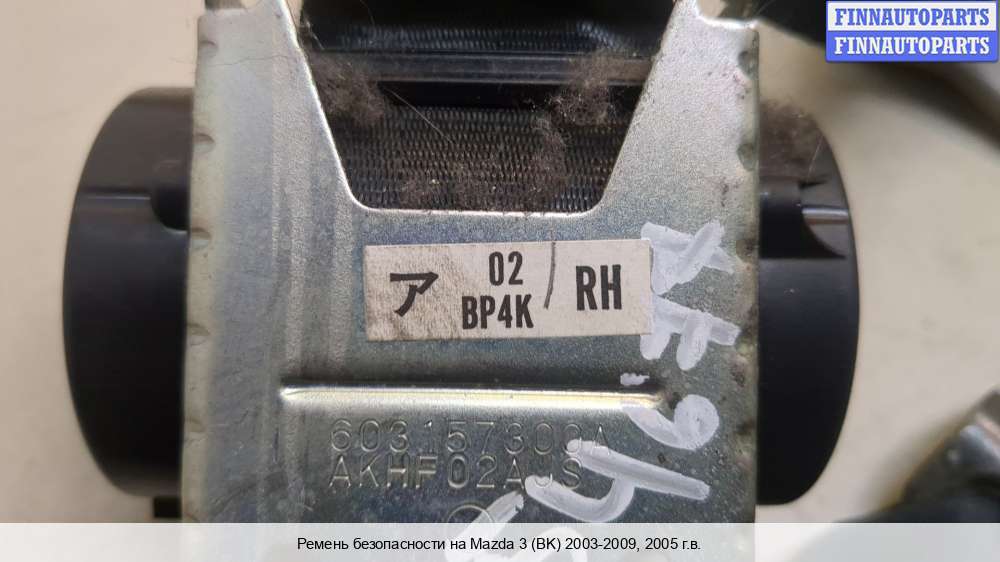 FINNAUTOPARTS
FINNAUTOPARTS
ア 02 BP4K RH
603157300A
AKHF02AUS
Ремень безопасности на Mazda 3 (BK) 2003-2009, 2005 г.в.